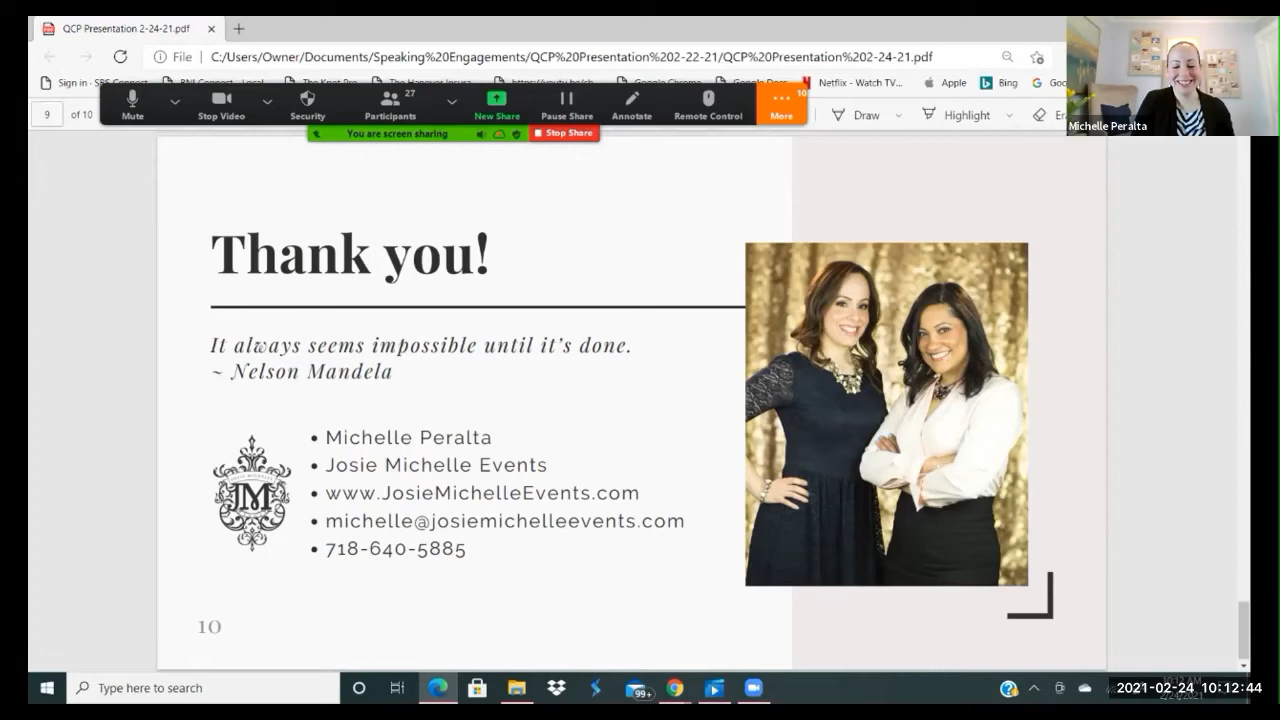 QCP Presentation 2-24-21.pdf
File
C:/Users/Owner/Documents/Speaking%20Engagements/QCP%20Presentation%202-22-21/QCP%20Presentation%202-24-21.pdf
Netflix - Watch TV...
Apple
Bing
9 of 10
Mute
Stop Video
Security
27
Participants
New Share
Pause Share
Annotate
Remote Control
More
Draw
Highlight
Michelle Peralta
You are screen sharing
Stop Share
Thank you!
It always seems impossible until it's done.
~ Nelson Mandela
JM
Michelle Peralta
Josie Michelle Events
www.JosieMichelleEvents.com
michelle@josiemichelleevents.com
718-640-5885
10
Type here to search
99+
2021-02-24 10:12:44